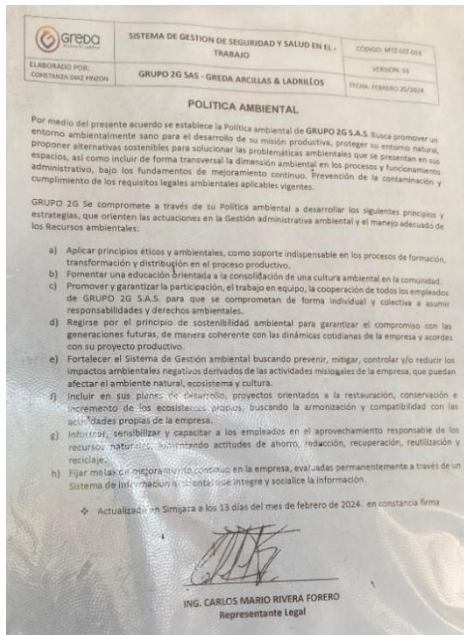 Greda
SISTEMA DE GESTION DE SEGURIDAD Y SALUD EN EL
TRABAJO
ELABORADO POR:
CONSTANZA DIAZ PINZON
GRUPO 2G SAS - GREDA ARCILLAS & LADRILLOS
VERSIÓN: 03
FECHA: FEBRERO 25/2024
POLITICA AMBIENTAL
Por medio del presente acuerdo se establece la Política ambiental de GRUPO 2G S.A.S. Busca promover un
entorno ambientalmente sano para el desarrollo de su misión productiva, proteger su entorno natural,
proponer alternativas sostenibles para solucionar las problemáticas ambientales que se presentan en sus
espacios, así como incluir de forma transversal la dimensión ambiental en los procesos y funcionamiento
administrativo, bajo los fundamentos de mejoramiento continuo. Prevención de la contaminación y
cumplimiento de los requisitos legales ambientales aplicables vigentes.
GRUPO 2G Se compromete a través de su Política ambiental a desarrollar los siguientes principios y
estrategias, que orienten las actuaciones en la Gestión administrativa ambiental y el manejo adecuado de
los Recursos ambientales:
a) Aplicar principios éticos y ambientales, como soporte indispensable en los procesos de formación,
transformación y distribución en el proceso productivo.
b) Fomentar una educación orientada a la consolidación de una cultura ambiental en la comunidad.
c) Promover y garantizar la participación, el trabajo en equipo, la cooperación de todos los empleados
de GRUPO 2G S.A.S. para que se comprometan de forma individual y colectiva a asumir
responsabilidades y derechos ambientales.
d) Regirse por el principio de sostenibilidad ambiental para garantizar el compromiso con las
generaciones futuras, de manera coherente con las dinámicas cotidianas de la empresa y acordes
con su proyecto productivo.
e) Fortalecer el Sistema de Gestión ambiental buscando prevenir, mitigar, controlar y/o reducir los
impactos ambientales negativos derivados de las actividades misiogales de la empresa, que puedan
afectar el ambiente natural, ecosistema y cultura.
f) Incluir en sus planes de desarrollo, proyectos orientados a la restauración, conservación e
incremento de los ecosistemas propios, buscando la armonización y compatibilidad con las
actividades propias de la empresa.
g) Informar, sensibilizar y capacitar a los empleados en el aprovechamiento responsable de los
recursos naturales, aumentando actitudes de ahorro, reducción, recuperación, reutilización y
reciclaje.
h) Fijar metas de mejoramiento continuo en la empresa, evaluadas permanentemente a través de un
Sistema de información ambiental que integre y socialice la información.
❖ Actualizada en Simijaca a los 13 días del mes de febrero de 2024. en constancia firma
ING. CARLOS MARIO RIVERA FORERO
Representante Legal